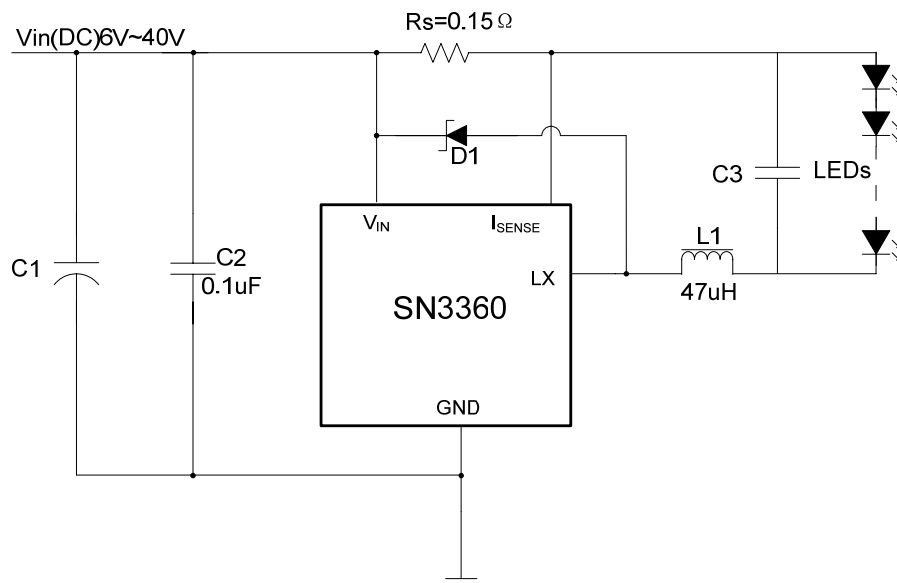 Rs=0.15Ω
Vin(DC)6V~40V
D1
C3
LEDs
VIN
ISENSE
L1
C1
C2
0.1uF
LX
47uH
SN3360
GND